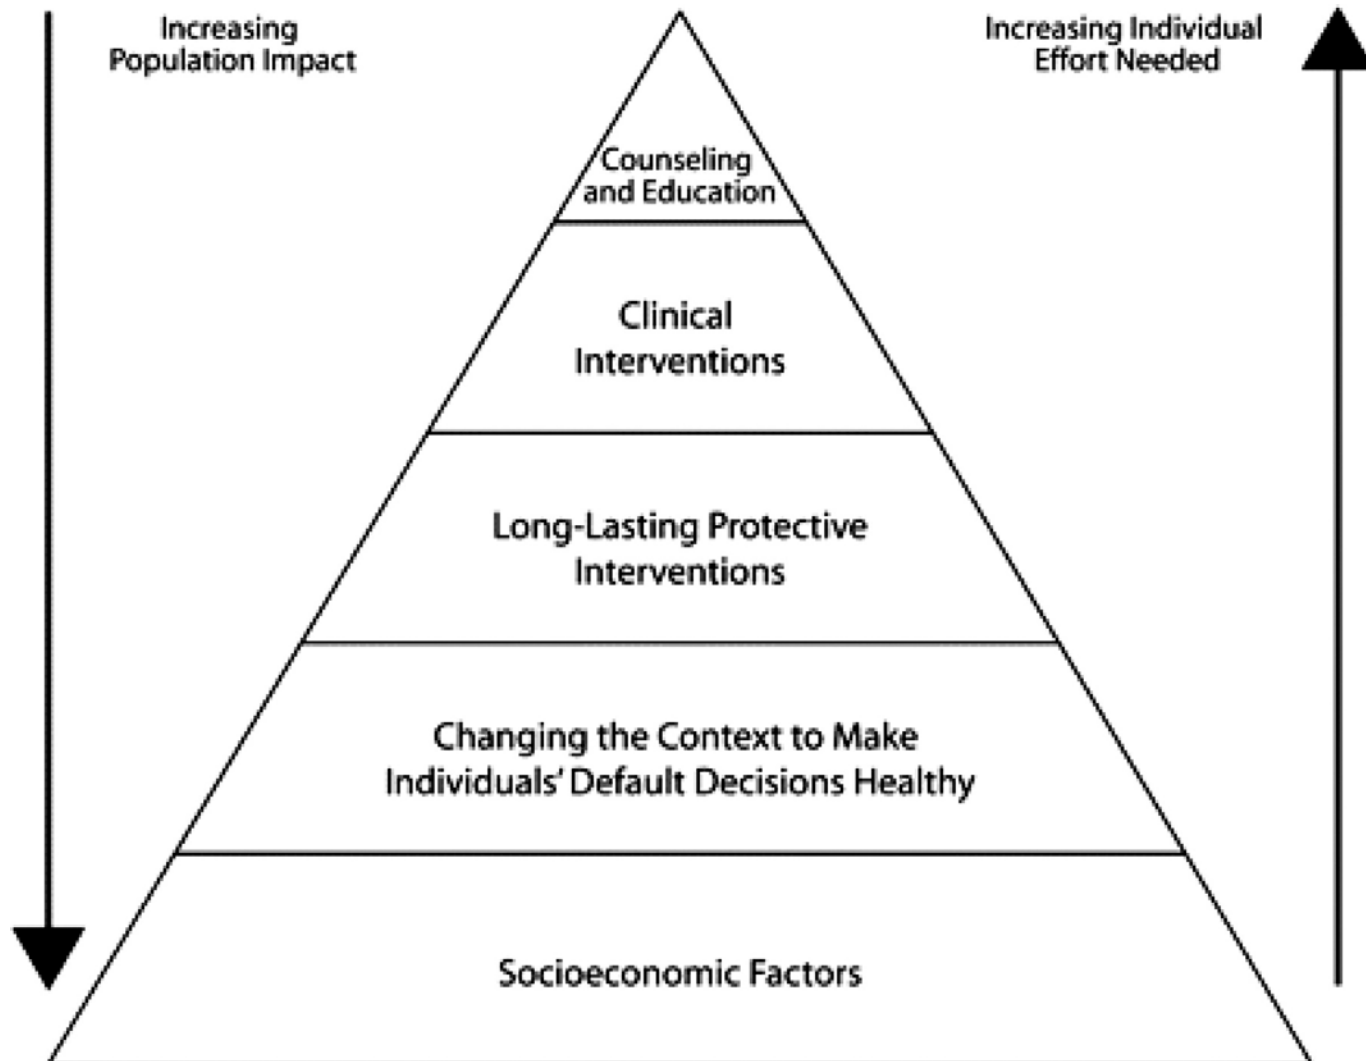 Increasing
Population Impact
Increasing Individual
Effort Needed
Counseling
and Education
Clinical
Interventions
Long-Lasting Protective
Interventions
Changing the Context to Make
Individuals' Default Decisions Healthy
Socioeconomic Factors